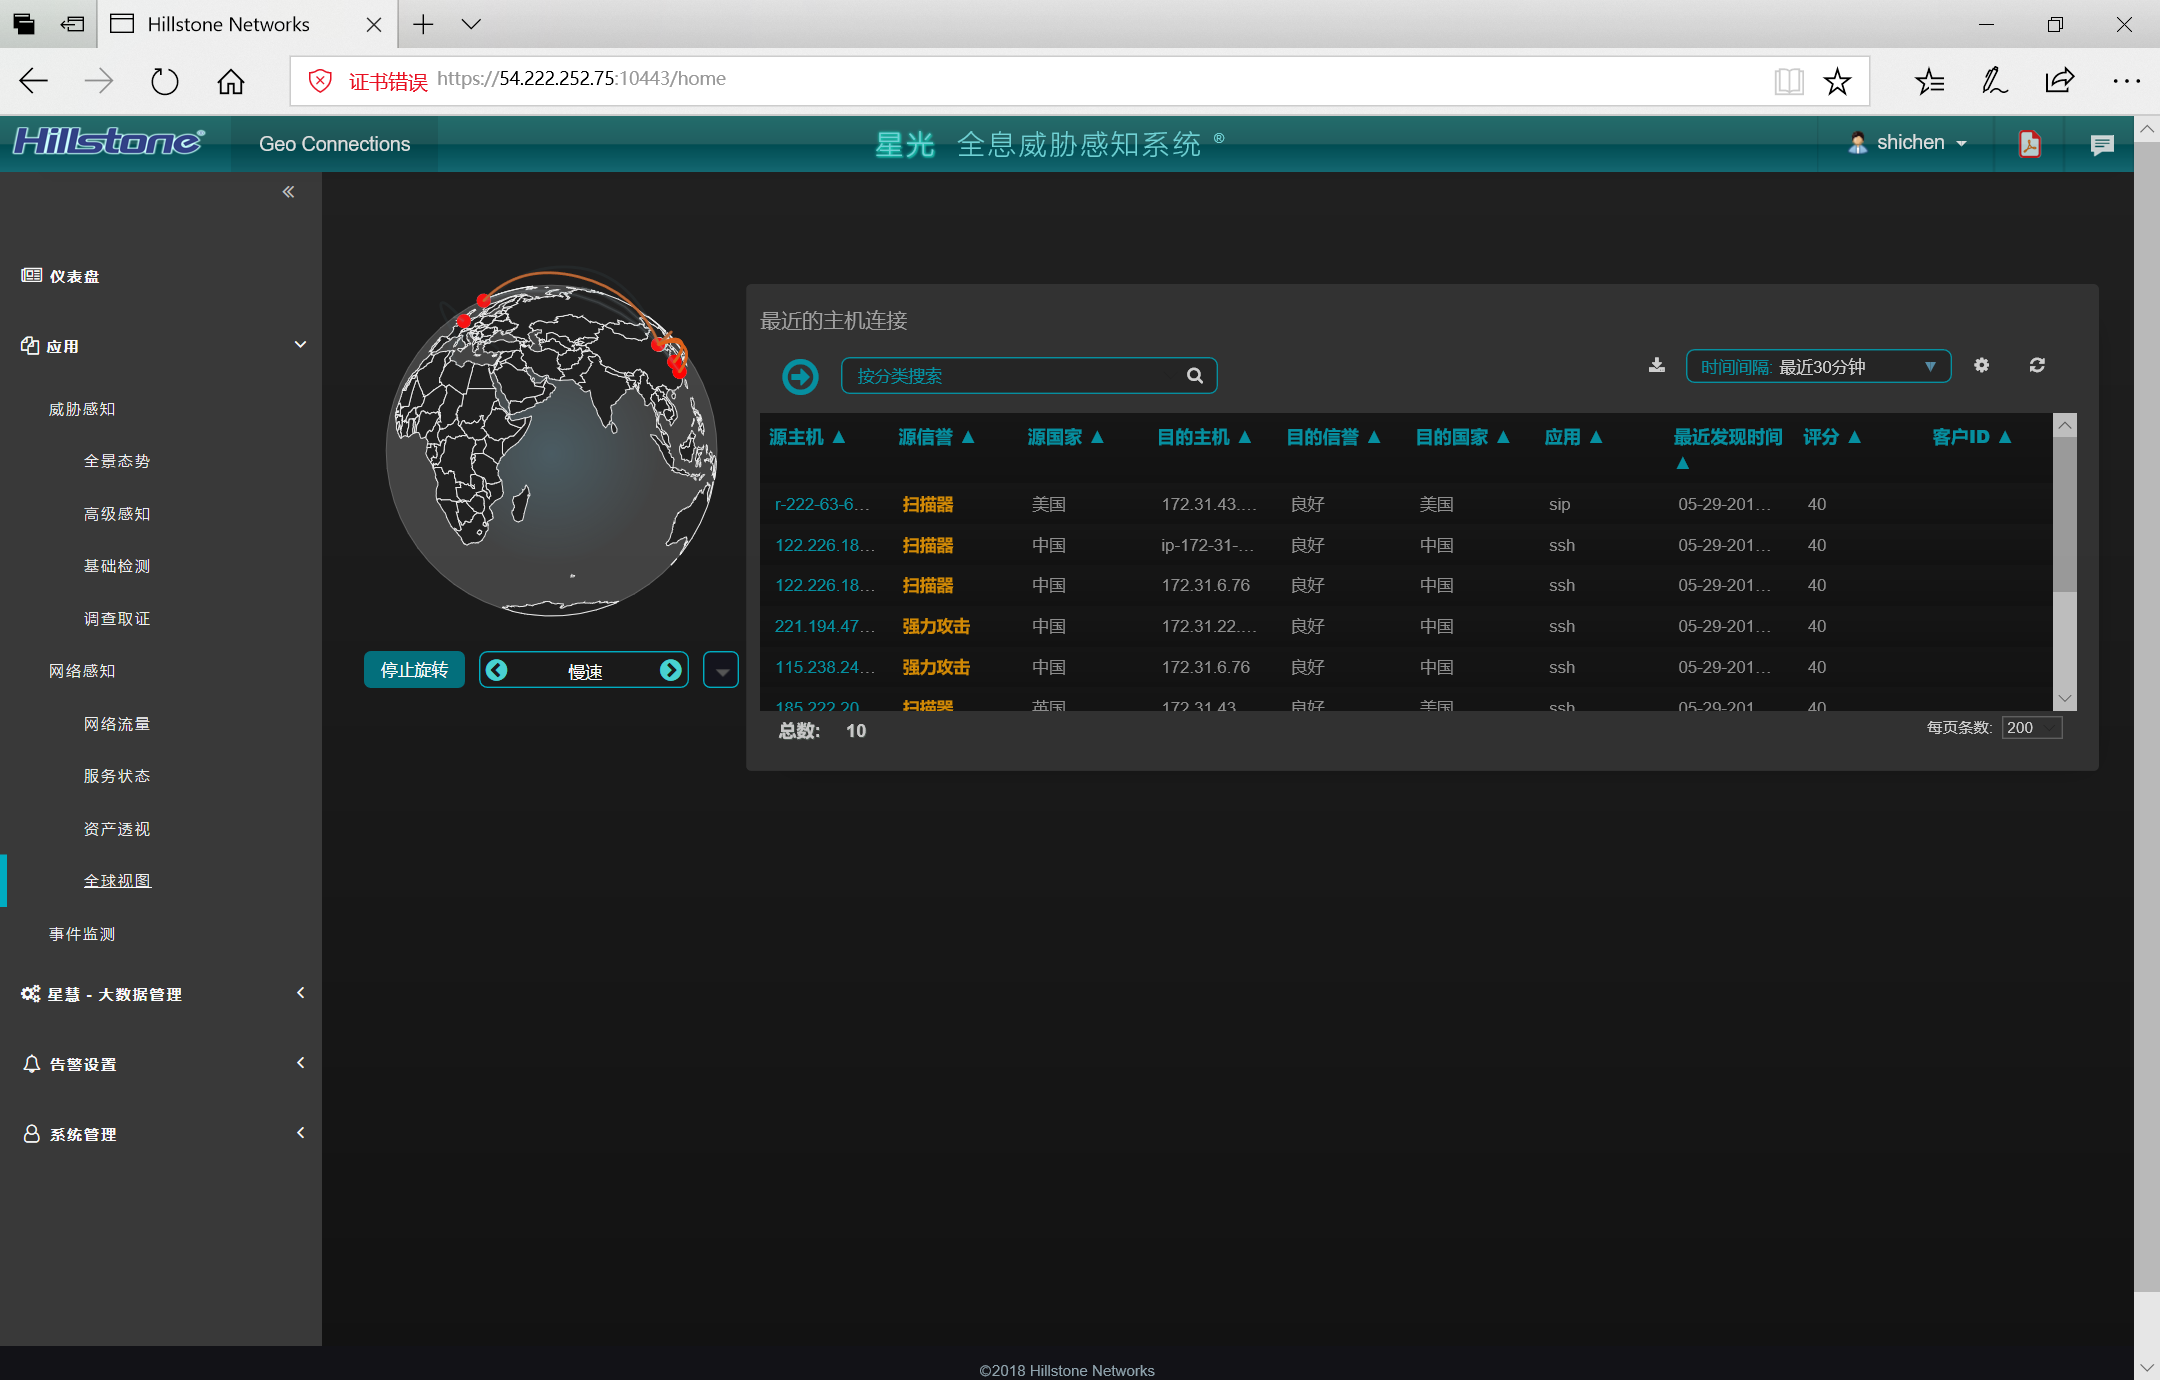 Hillstone Networks
证书错误 https://54.222.252.75:10443/home
Hillstone® Geo Connections 星光 全息威胁感知系统 ® shichen
仪表盘
应用
威胁感知
全景态势
高级感知
基础检测
调查取证
网络感知
网络流量
服务状态
资产透视
全球视图
事件监测
星慧 - 大数据管理
告警设置
系统管理
停止旋转 慢速
最近的主机连接
按分类搜索 时间间隔: 最近30分钟
源主机 ▲ 源信誉 ▲ 源国家 ▲ 目的主机 ▲ 目的信誉 ▲ 目的国家 ▲ 应用 ▲ 最近发现时间 ▲ 评分 ▲ 客户ID ▲
r-222-63-6... 扫描器 美国 172.31.43.... 良好 美国 sip 05-29-201... 40
122.226.18... 扫描器 中国 ip-172-31-... 良好 中国 ssh 05-29-201... 40
122.226.18... 扫描器 中国 172.31.6.76 良好 中国 ssh 05-29-201... 40
221.194.47... 强力攻击 中国 172.31.22.... 良好 中国 ssh 05-29-201... 40
115.238.24... 强力攻击 中国 172.31.6.76 良好 中国 ssh 05-29-201... 40
185.222.20... 扫描器 英国 172.31.43.... 良好 美国 ssh 05-29-201... 40
总数: 10 每页条数: 200
©2018 Hillstone Networks